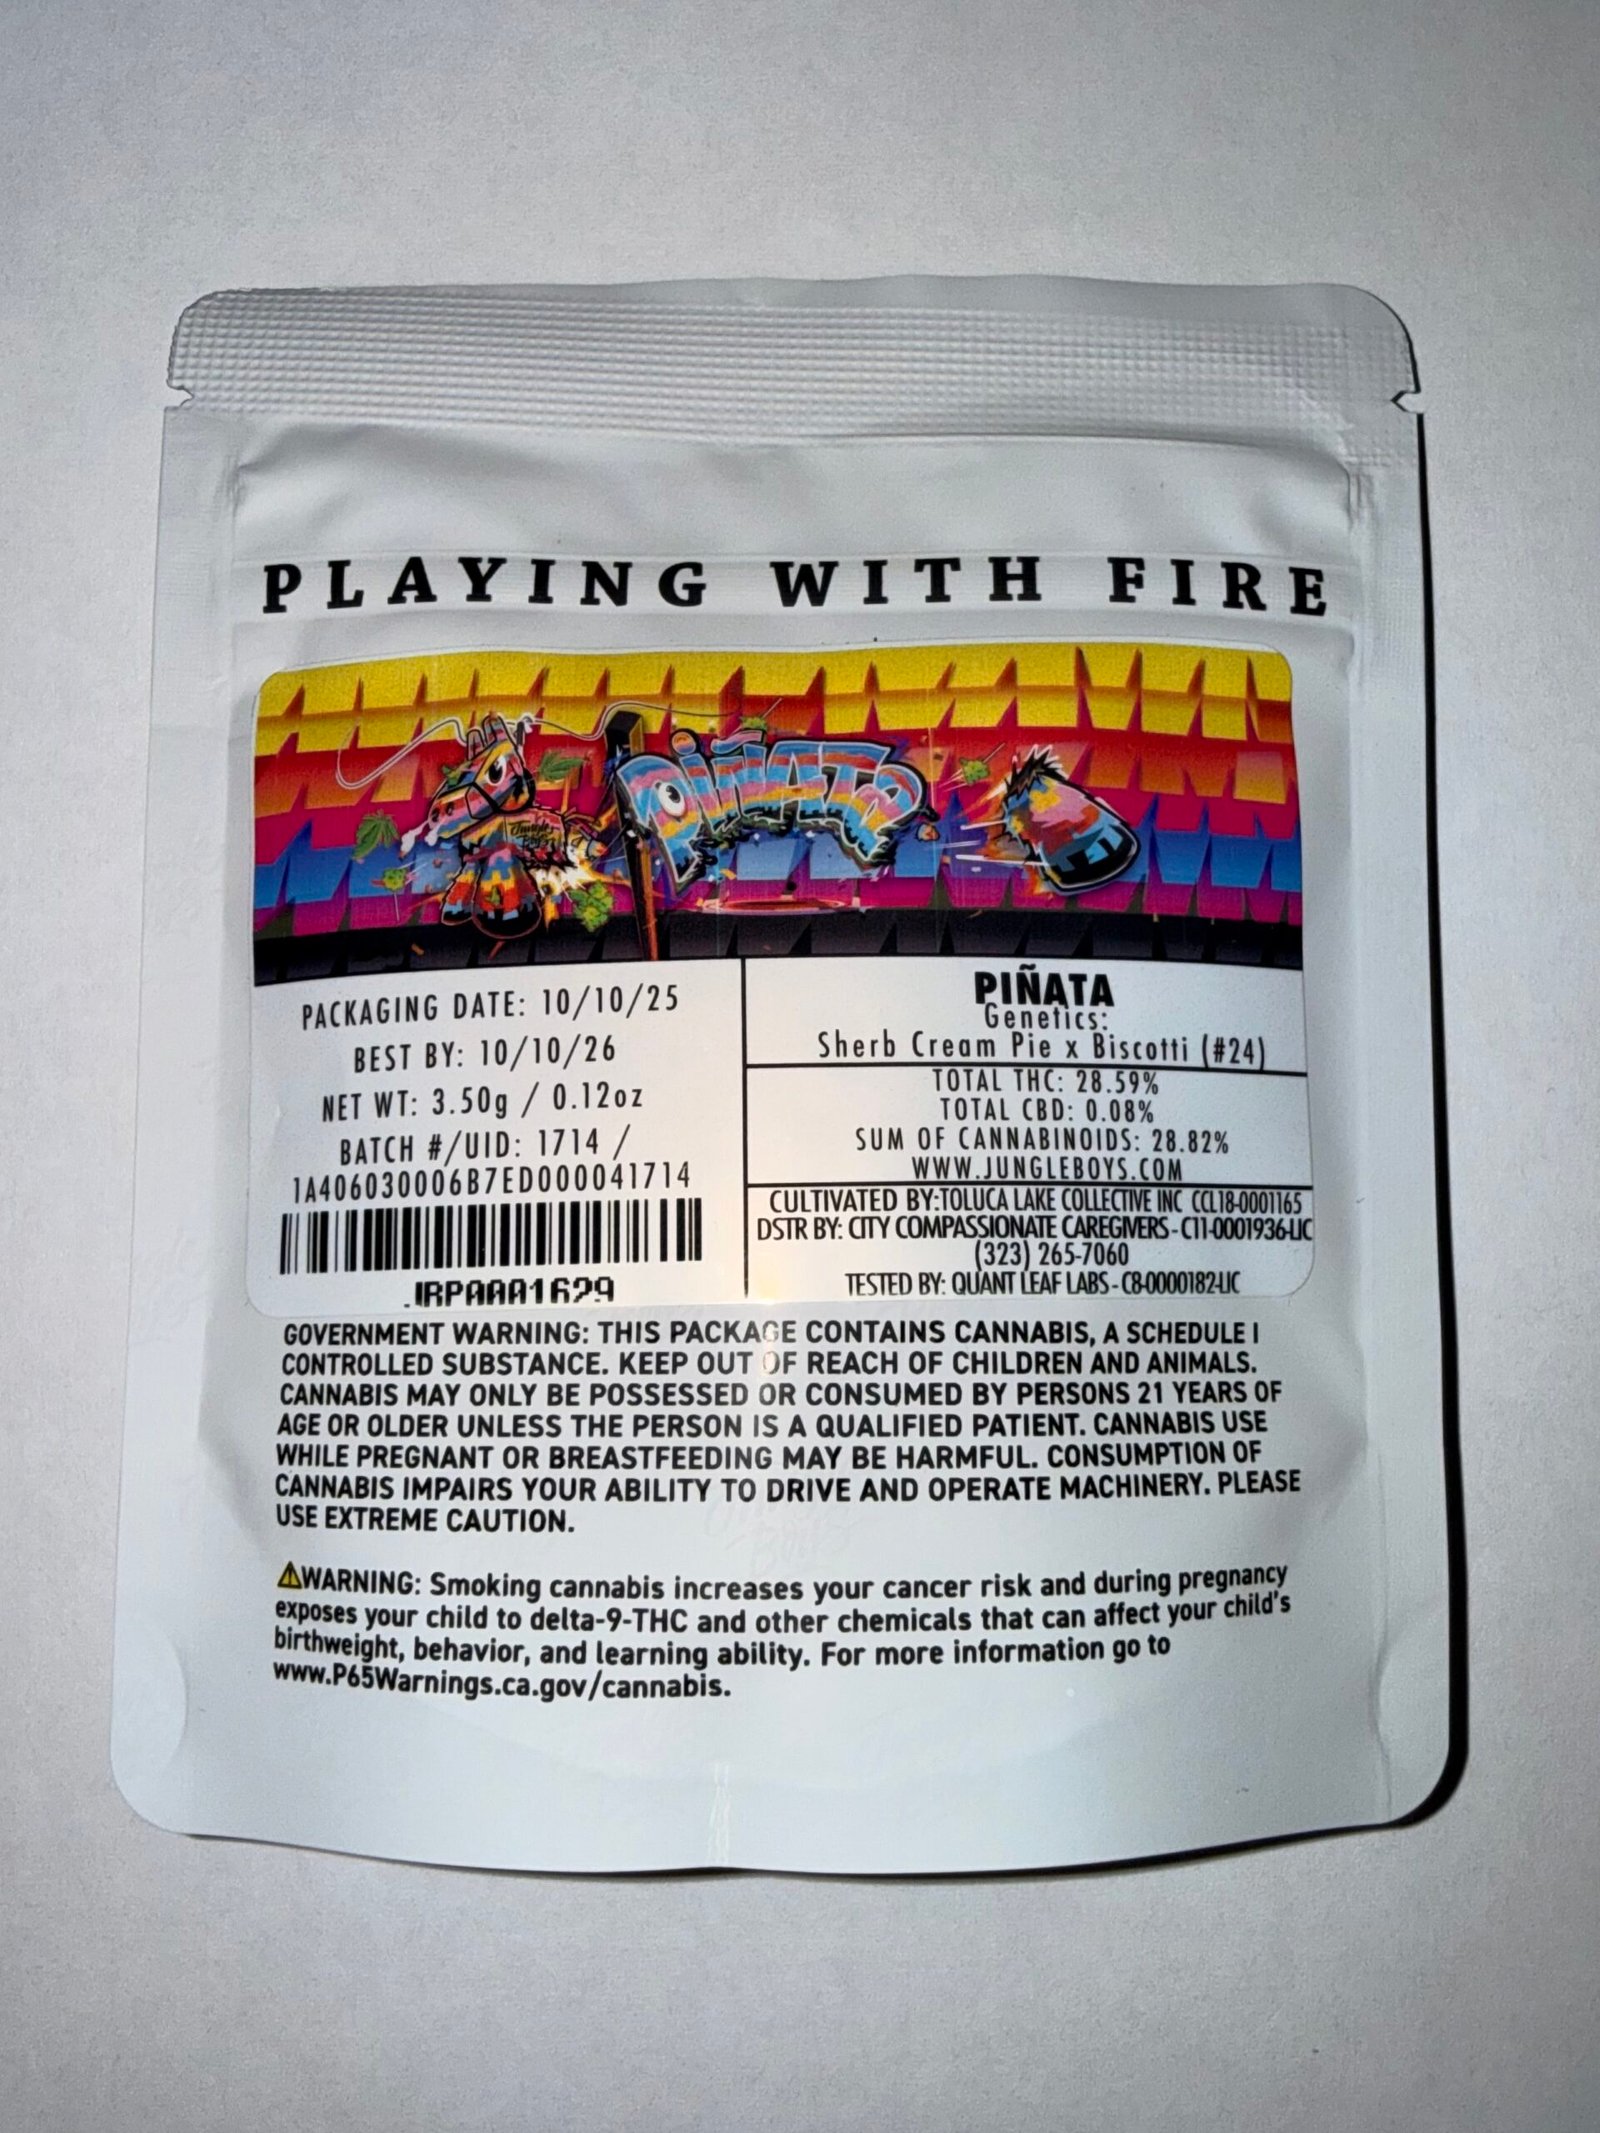 PLAYING WITH FIRE
Jungle
Boys
PIÑATA
PACKAGING DATE: 10/10/25
BEST BY: 10/10/26
NET WT: 3.50g / 0.12oz
BATCH #/UID: 1714 /
1A406030006B7ED000041714
JRPAAA1629
PIÑATA
Genetics:
Sherb Cream Pie x Biscotti (#24)
TOTAL THC: 28.59%
TOTAL CBD: 0.08%
SUM OF CANNABINOIDS: 28.82%
WWW.JUNGLEBOYS.COM
CULTIVATED BY:TOLUCA LAKE COLLECTIVE INC CCL18-0001165
DSTR BY: CITY COMPASSIONATE CAREGIVERS - C11-0001936-LIC
(323) 265-7060
TESTED BY: QUANT LEAF LABS - C8-0000182-LIC
GOVERNMENT WARNING: THIS PACKAGE CONTAINS CANNABIS, A SCHEDULE I
CONTROLLED SUBSTANCE. KEEP OUT OF REACH OF CHILDREN AND ANIMALS.
CANNABIS MAY ONLY BE POSSESSED OR CONSUMED BY PERSONS 21 YEARS OF
AGE OR OLDER UNLESS THE PERSON IS A QUALIFIED PATIENT. CANNABIS USE
WHILE PREGNANT OR BREASTFEEDING MAY BE HARMFUL. CONSUMPTION OF
CANNABIS IMPAIRS YOUR ABILITY TO DRIVE AND OPERATE MACHINERY. PLEASE
USE EXTREME CAUTION.
⚠WARNING: Smoking cannabis increases your cancer risk and during pregnancy
exposes your child to delta-9-THC and other chemicals that can affect your child's
birthweight, behavior, and learning ability. For more information go to
www.P65Warnings.ca.gov/cannabis.